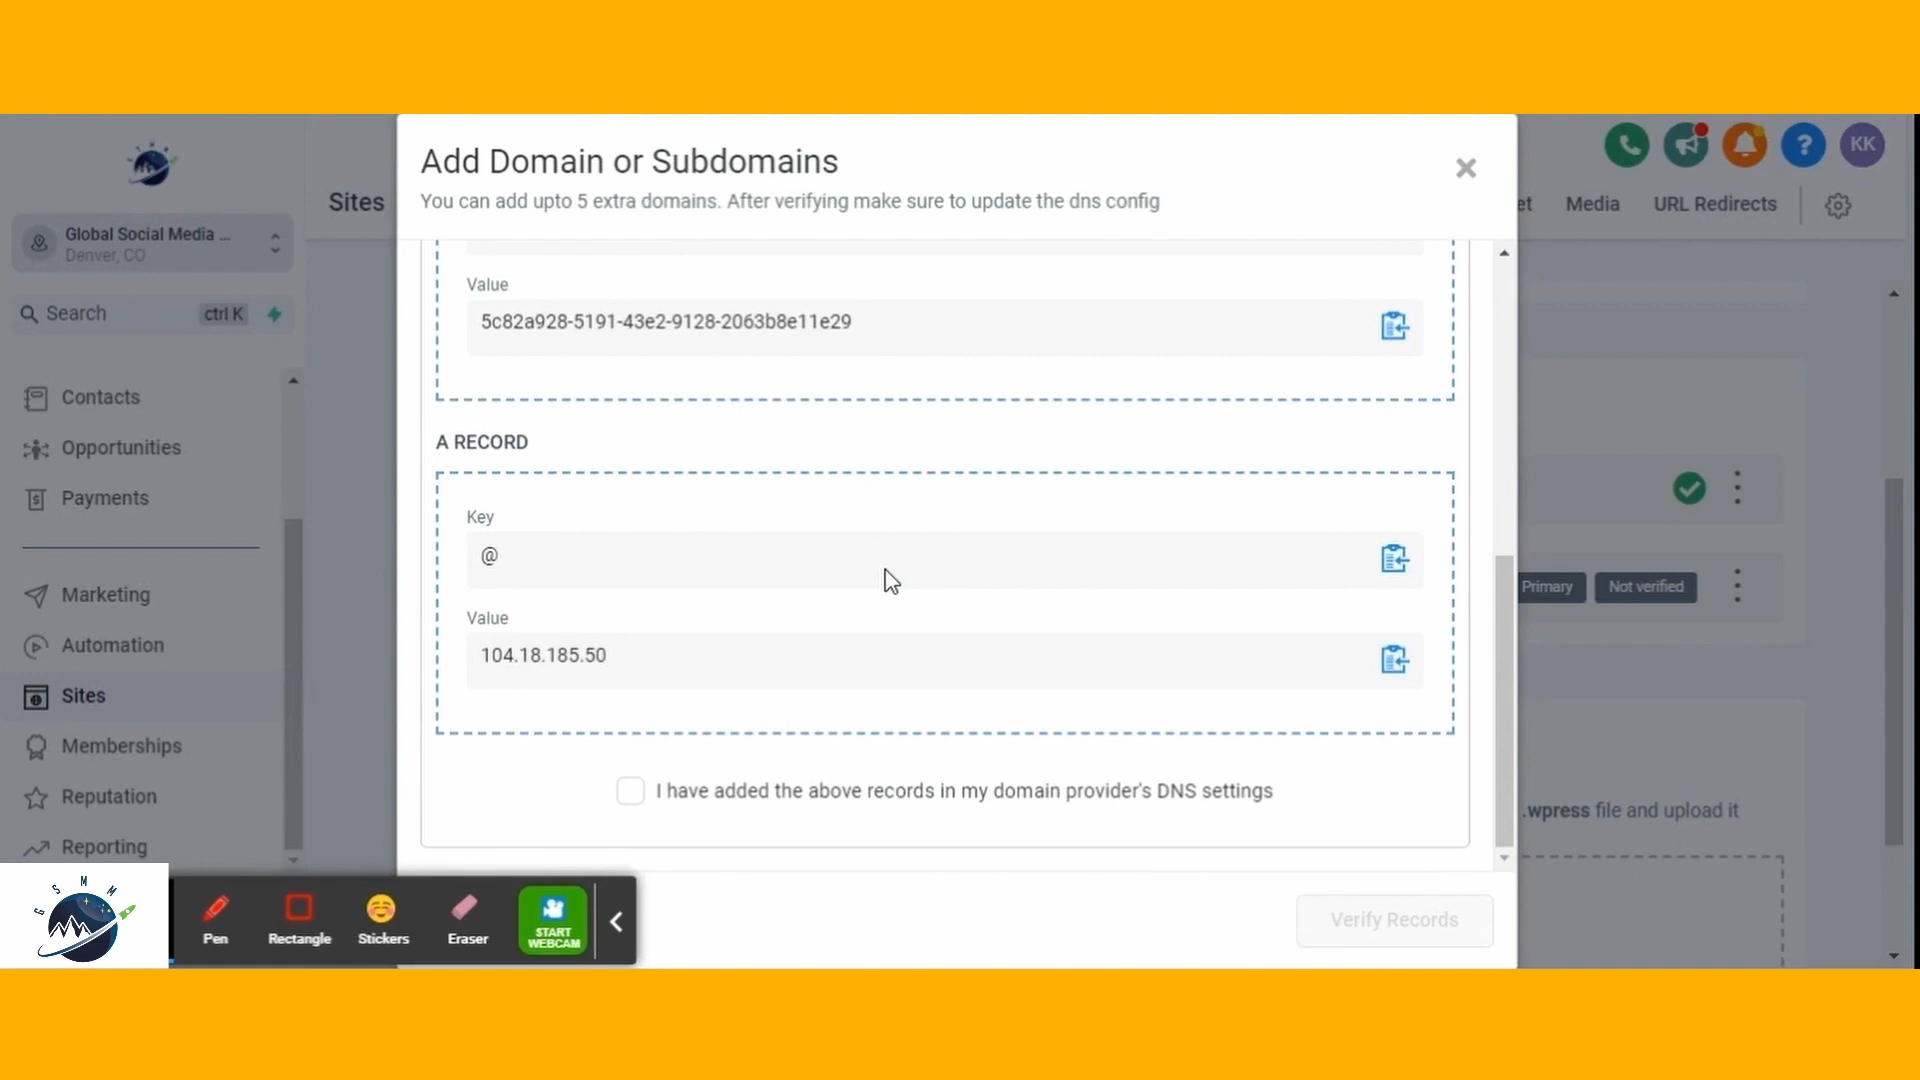 Add Domain or Subdomains
You can add upto 5 extra domains. After verifying make sure to update the dns config
KK
Sites
et
Media
URL Redirects
Global Social Media ...
Denver, CO
Search
ctrl K
Value
5c82a928-5191-43e2-9128-2063b8e11e29
Contacts
Opportunities
Payments
A RECORD
Key
@
Value
104.18.185.50
Primary
Not verified
Marketing
Automation
Sites
Memberships
Reputation
Reporting
I have added the above records in my domain provider's DNS settings
.wpress file and upload it
G S M M
Pen
Rectangle
Stickers
Eraser
START
WEBCAM
Verify Records